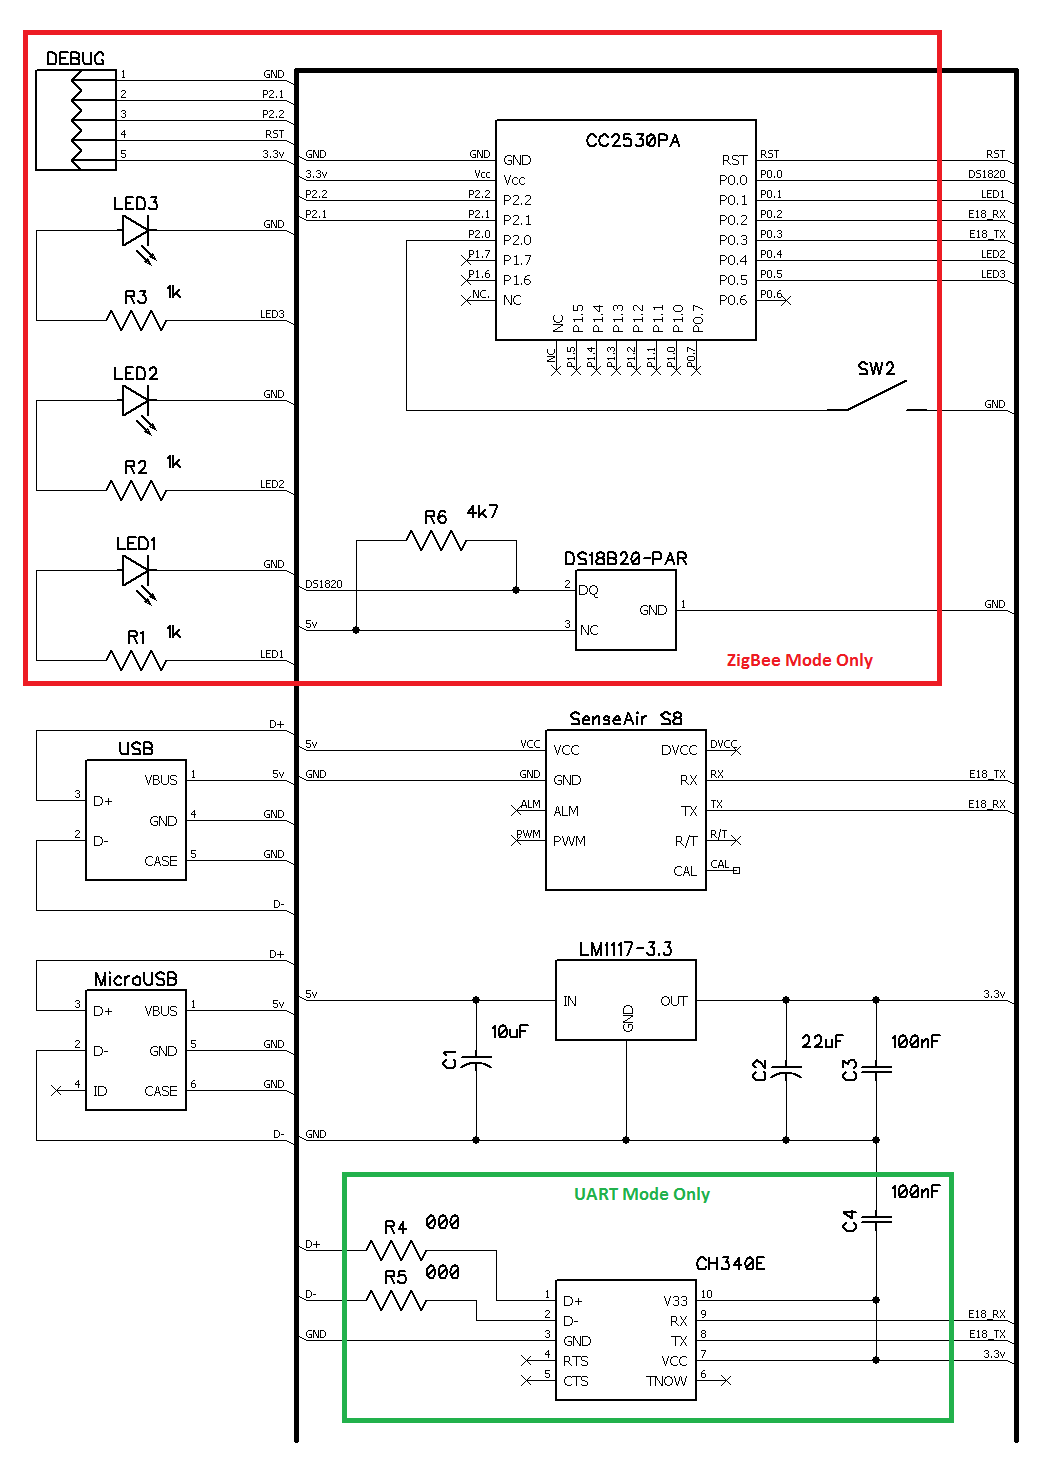 DEBUG
1 GND
2 P2.1
3 P2.2
4 RST
5 3.3v
LED3
GND
R3 1k
LED3
LED2
GND
R2 1k
LED2
LED1
GND
R1 1k
LED1
CC2530PA
GND GND GND RST RST RST
3.3v Vcc Vcc P0.0 P0.0 DS1820
P2.2 P2.2 P2.2 P0.1 P0.1 LED1
P2.1 P2.1 P2.1 P0.2 P0.2 E18_RX
P2.0 P2.0 P0.3 P0.3 E18_TX
P1.7 P1.7 P0.4 P0.4 LED2
P1.6 P1.6 P0.5 P0.5 LED3
NC. NC P0.6 P0.6
NC P1.5 P1.4 P1.3 P1.2 P1.1 P1.0 P0.7
NC P1.5 P1.4 P1.3 P1.2 P1.1 P1.0 P0.7
SW2
GND
R6 4k7
DS18B20-PAR
DS1820 2 DQ
GND 1 GND
5v 3 NC
ZigBee Mode Only
D+
USB
VBUS 1 5v
3 D+
GND 4 GND
2 D-
CASE 5 GND
D-
SenseAir S8
5v VCC VCC DVCC DVCC
GND GND GND RX RX E18_TX
ALM ALM TX TX E18_RX
PWM PWM R/T R/T
CAL CAL
D+
MicroUSB
3 D+ VBUS 1 5v
2 D- GND 5 GND
4 ID CASE 6 GND
D-
LM1117-3.3
5v IN GND OUT 3.3v
C1 10uF
C2 22uF
C3 100nF
GND
UART Mode Only
C4 100nF
D+ R4 000
D- R5 000
CH340E
1 D+ V33 10
2 D- RX 9 E18_RX
GND 3 GND TX 8 E18_TX
4 RTS VCC 7 3.3v
5 CTS TNOW 6